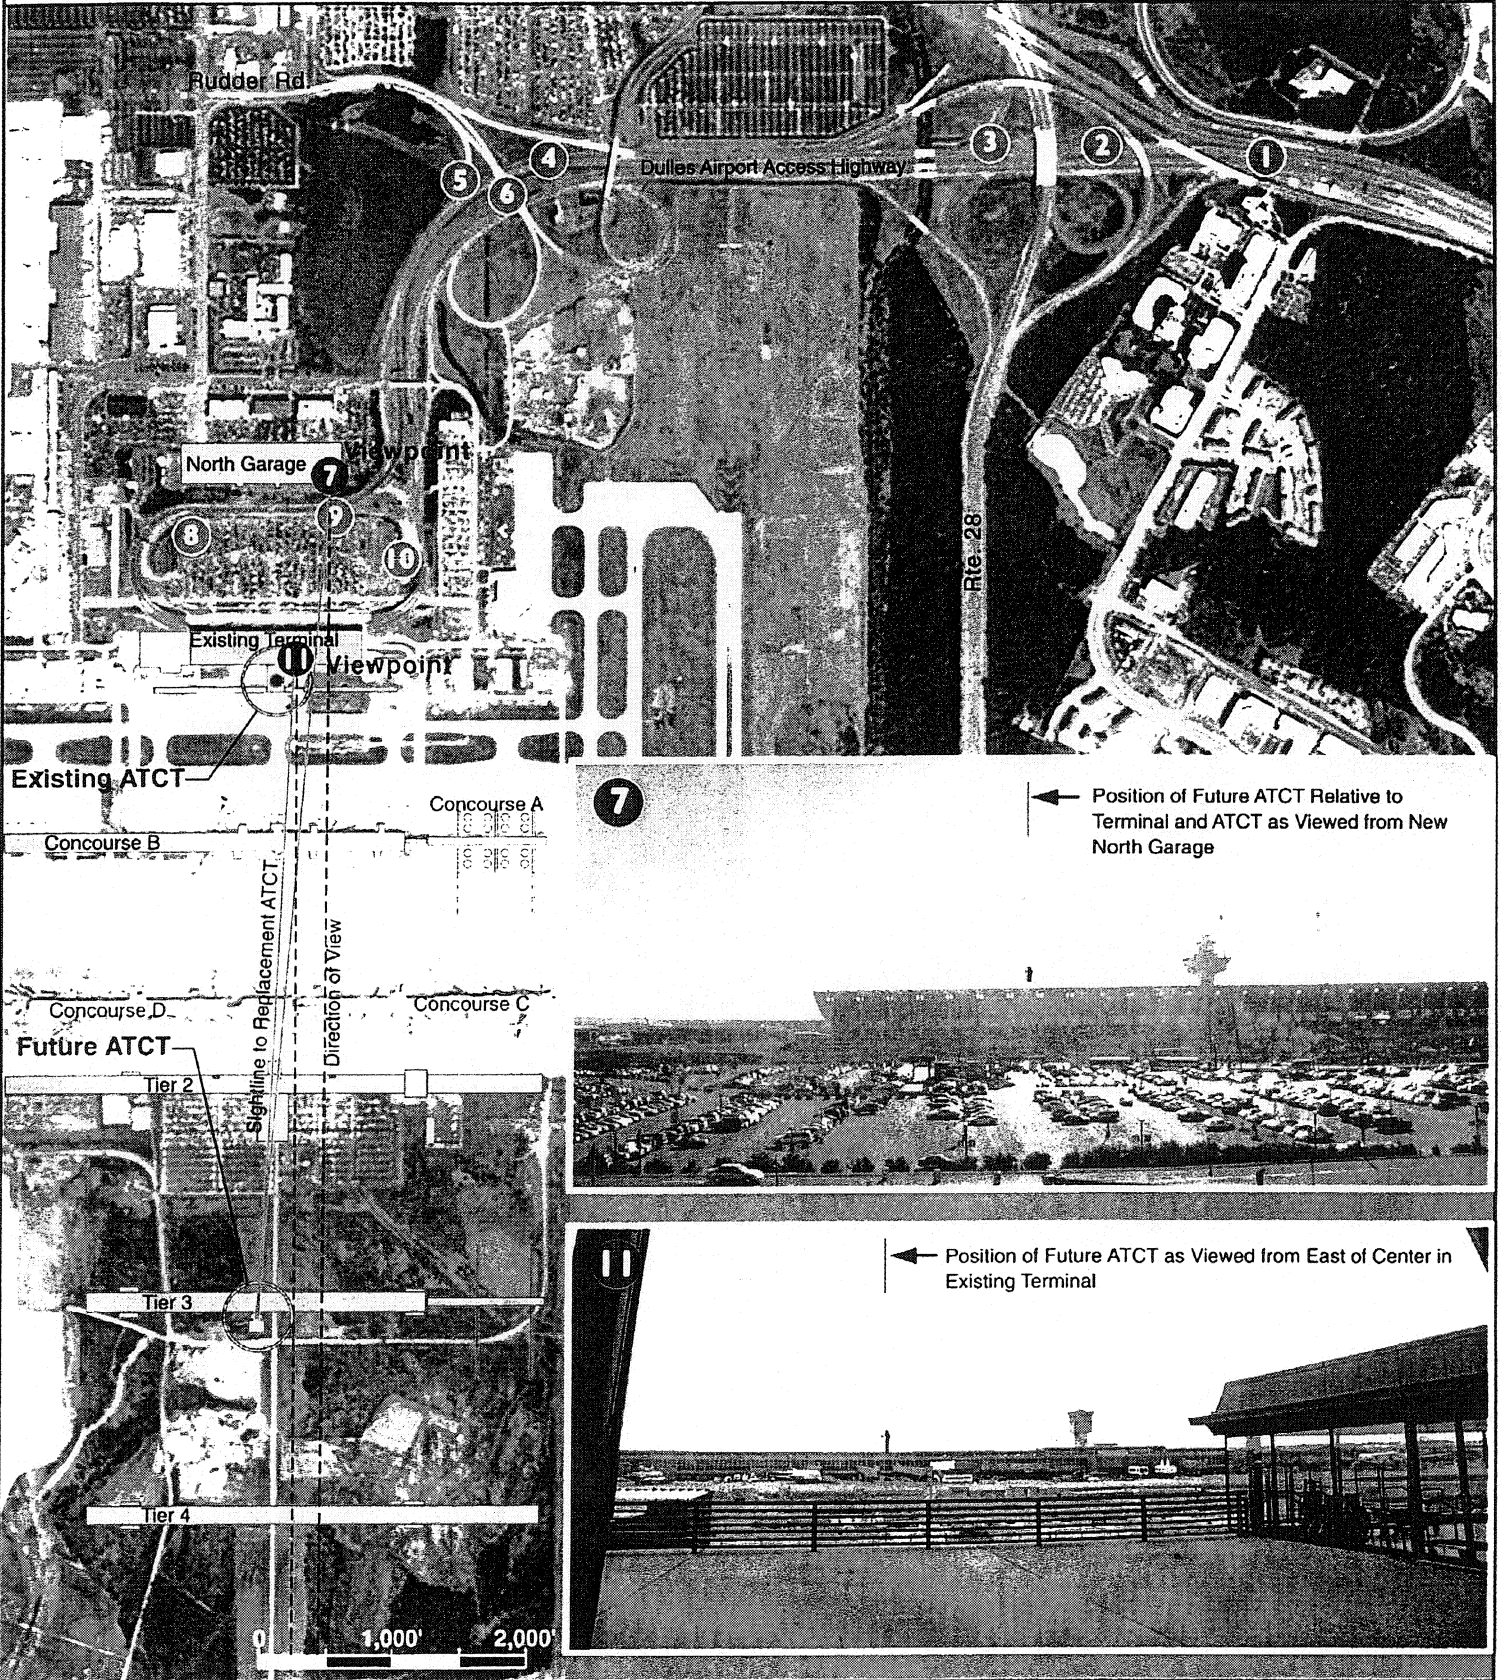 Rudder Rd.
4
3
2
1
Dulles Airport Access Highway
5
6
Viewpoint
North Garage
7
9
8
10
Rte. 28
Existing Terminal
11
Viewpoint
Existing ATCT
Concourse A
Concourse B
Sightline to Replacement ATCT
Direction of View
Concourse D
Concourse C
Future ATCT
Tier 2
Tier 3
Tier 4
0
1,000'
2,000'
7
Position of Future ATCT Relative to
Terminal and ATCT as Viewed from New
North Garage
11
Position of Future ATCT as Viewed from East of Center in
Existing Terminal